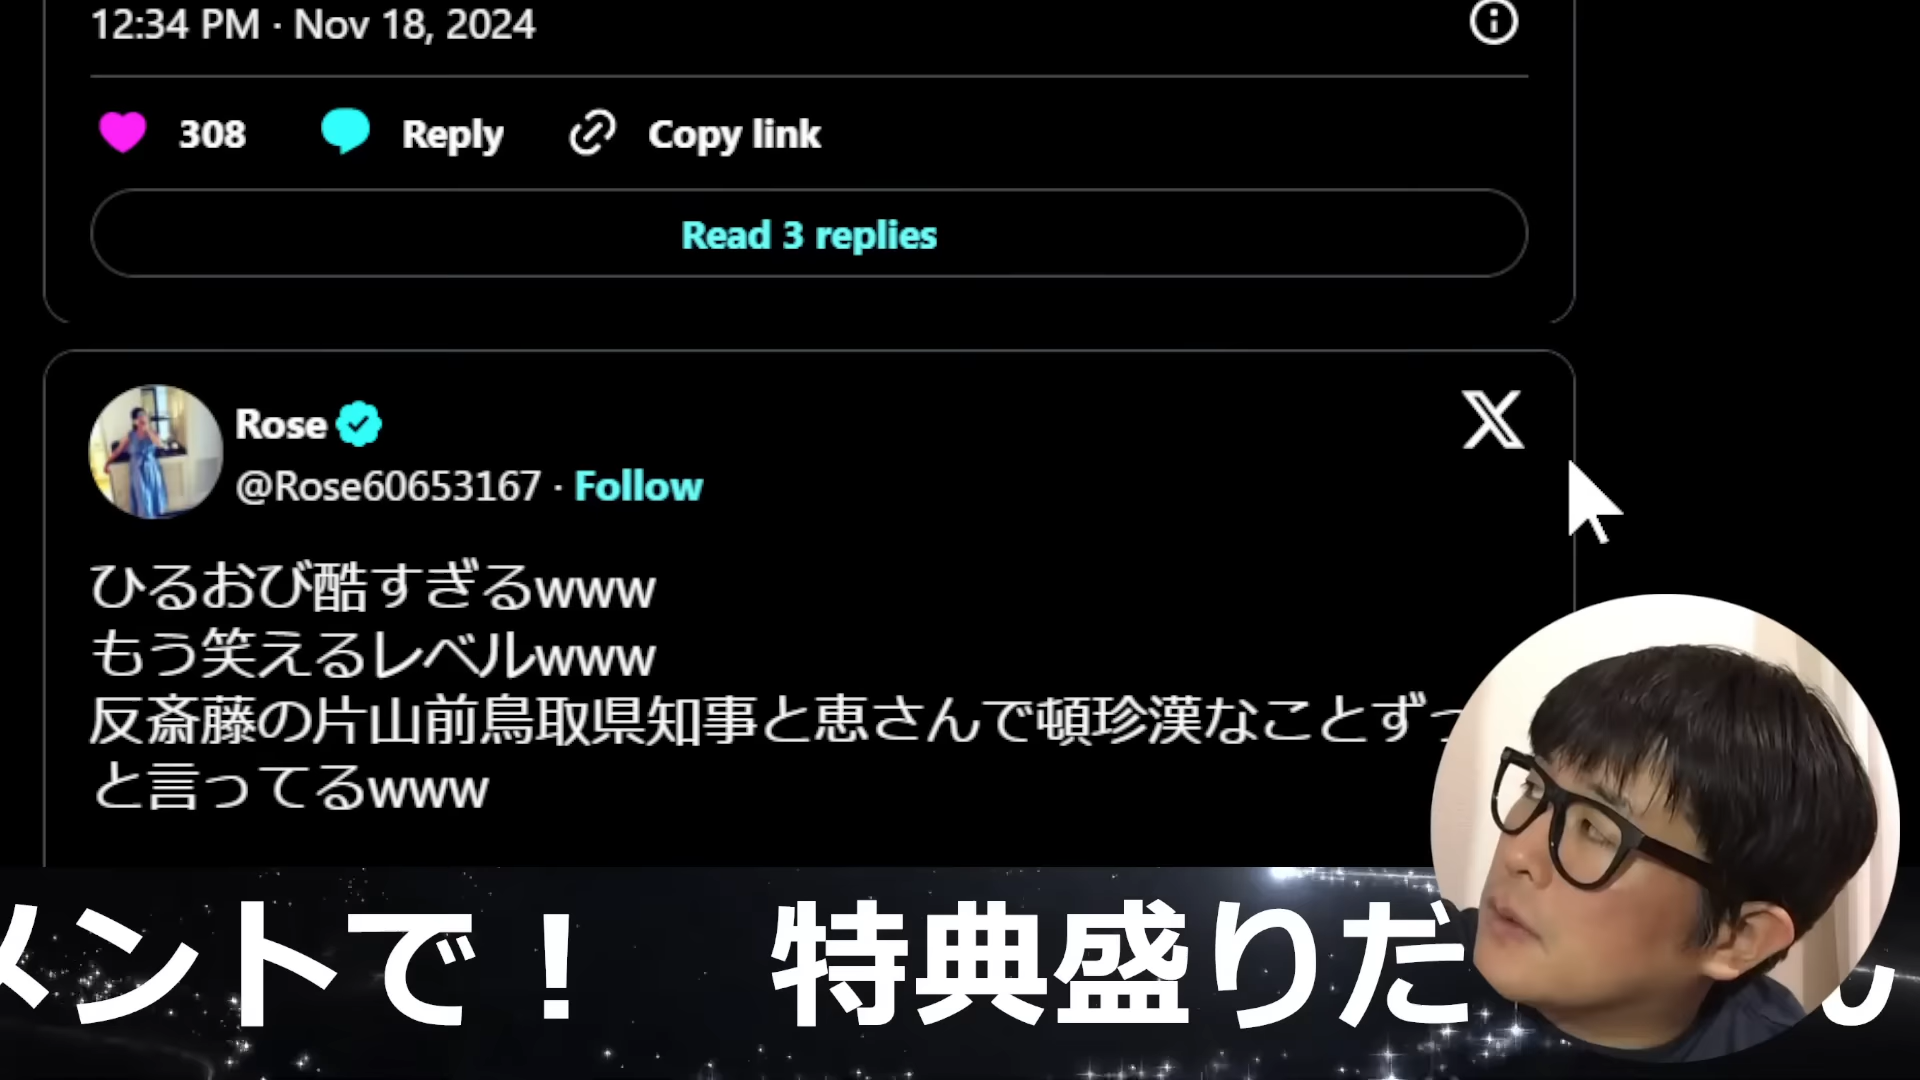 12:34 PM · Nov 18, 2024
308 Reply Copy link
Read 3 replies
Rose
@Rose60653167 · Follow
ひるおび酷すぎるwww
もう笑えるレベルwww
反斎藤の片山前鳥取県知事と恵さんで頓珍漢なことずっ
と言ってるwww
メントで！　特典盛りだ